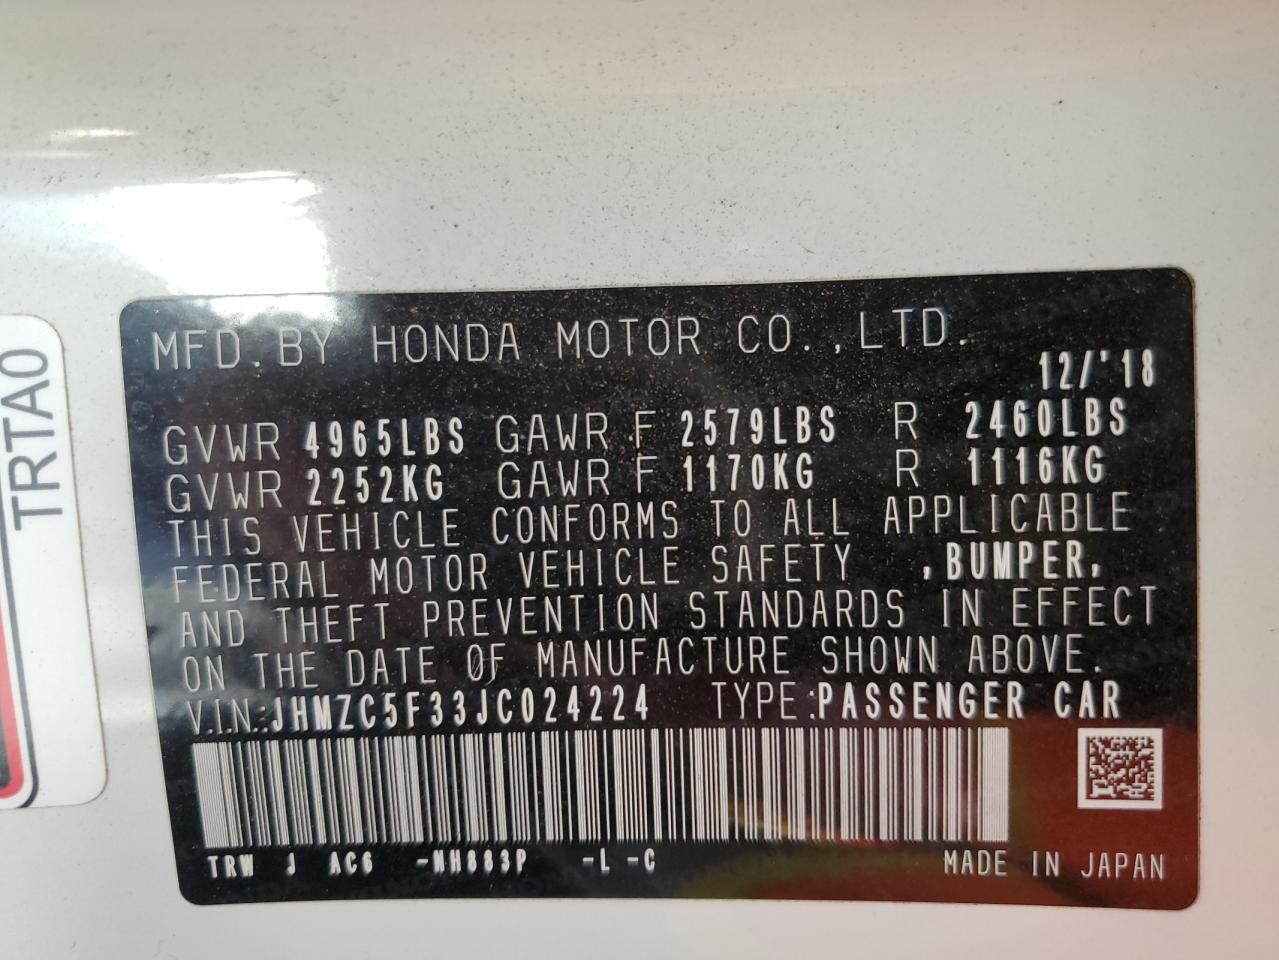 MFD. BY HONDA MOTOR CO.,LTD.
12/'18
GVWR 4965LBS GAWR F 2579LBS R 2460LBS
GVWR 2252KG GAWR F 1170KG R 1116KG
THIS VEHICLE CONFORMS TO ALL APPLICABLE
FEDERAL MOTOR VEHICLE SAFETY , BUMPER,
AND THEFT PREVENTION STANDARDS IN EFFECT
ON THE DATE OF MANUFACTURE SHOWN ABOVE.
V.I.N.:JHMZC5F33JC024224 TYPE:PASSENGER CAR
TRW J AC6 -NH883P -L -C MADE IN JAPAN
TRTA0